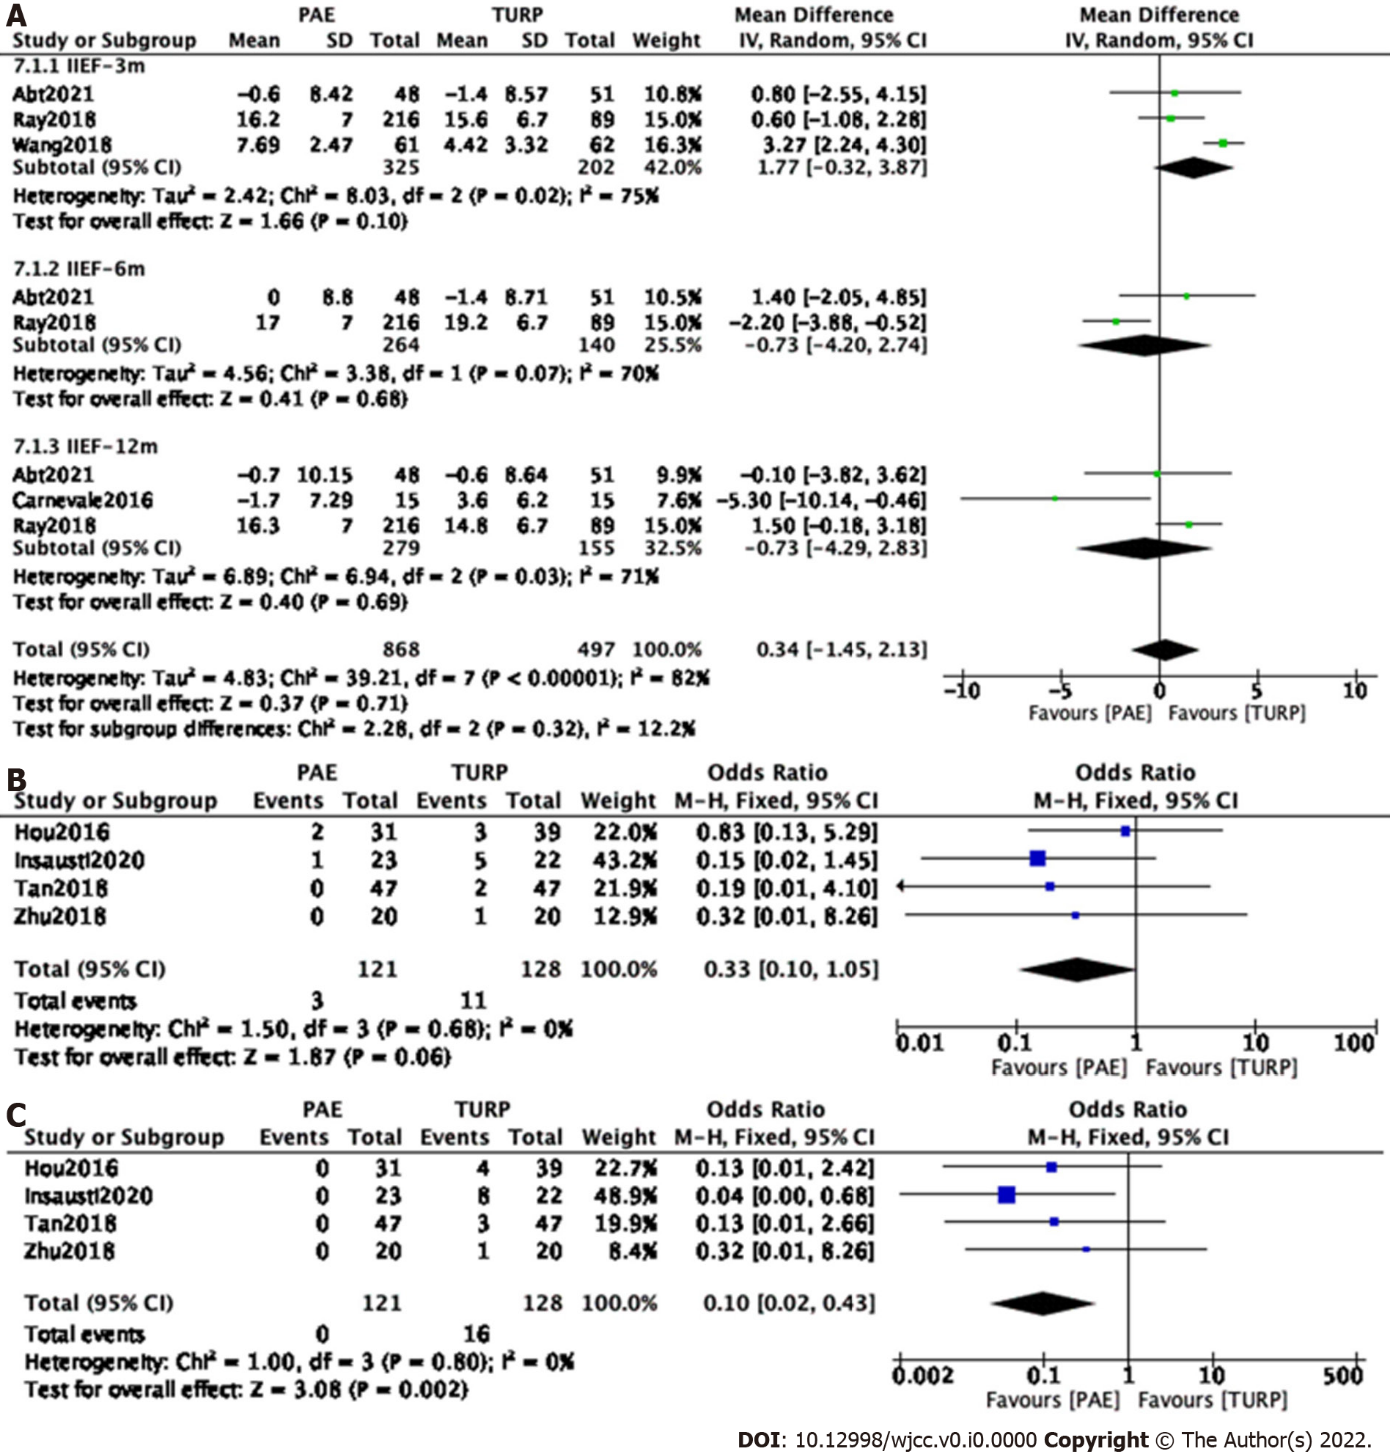 A
PAE TURP Mean Difference Mean Difference
Study or Subgroup Mean SD Total Mean SD Total Weight IV, Random, 95% CI IV, Random, 95% CI
7.1.1 IIEF-3m
Abt2021 -0.6 8.42 48 -1.4 8.57 51 10.8% 0.80 [-2.55, 4.15]
Ray2018 16.2 7 216 15.6 6.7 89 15.0% 0.60 [-1.08, 2.28]
Wang2018 7.69 2.47 61 4.42 3.32 62 16.3% 3.27 [2.24, 4.30]
Subtotal (95% CI) 325 202 42.0% 1.77 [-0.32, 3.87]
Heterogeneity: Tau² = 2.42; Chi² = 8.03, df = 2 (P = 0.02); I² = 75%
Test for overall effect: Z = 1.66 (P = 0.10)
7.1.2 IIEF-6m
Abt2021 0 8.8 48 -1.4 8.71 51 10.5% 1.40 [-2.05, 4.85]
Ray2018 17 7 216 19.2 6.7 89 15.0% -2.20 [-3.88, -0.52]
Subtotal (95% CI) 264 140 25.5% -0.73 [-4.20, 2.74]
Heterogeneity: Tau² = 4.56; Chi² = 3.38, df = 1 (P = 0.07); I² = 70%
Test for overall effect: Z = 0.41 (P = 0.68)
7.1.3 IIEF-12m
Abt2021 -0.7 10.15 48 -0.6 8.64 51 9.9% -0.10 [-3.82, 3.62]
Carnevale2016 -1.7 7.29 15 3.6 6.2 15 7.6% -5.30 [-10.14, -0.46]
Ray2018 16.3 7 216 14.8 6.7 89 15.0% 1.50 [-0.18, 3.18]
Subtotal (95% CI) 279 155 32.5% -0.73 [-4.29, 2.83]
Heterogeneity: Tau² = 6.89; Chi² = 6.94, df = 2 (P = 0.03); I² = 71%
Test for overall effect: Z = 0.40 (P = 0.69)
Total (95% CI) 868 497 100.0% 0.34 [-1.45, 2.13]
Heterogeneity: Tau² = 4.83; Chi² = 39.21, df = 7 (P < 0.00001); I² = 82%
Test for overall effect: Z = 0.37 (P = 0.71)
Test for subgroup differences: Chi² = 2.28, df = 2 (P = 0.32), I² = 12.2%
-10 -5 0 5 10
Favours [PAE] Favours [TURP]
B
PAE TURP Odds Ratio Odds Ratio
Study or Subgroup Events Total Events Total Weight M-H, Fixed, 95% CI M-H, Fixed, 95% CI
Hou2016 2 31 3 39 22.0% 0.83 [0.13, 5.29]
Insausti2020 1 23 5 22 43.2% 0.15 [0.02, 1.45]
Tan2018 0 47 2 47 21.9% 0.19 [0.01, 4.10]
Zhu2018 0 20 1 20 12.9% 0.32 [0.01, 8.26]
Total (95% CI) 121 128 100.0% 0.33 [0.10, 1.05]
Total events 3 11
Heterogeneity: Chi² = 1.50, df = 3 (P = 0.68); I² = 0%
Test for overall effect: Z = 1.87 (P = 0.06)
0.01 0.1 1 10 100
Favours [PAE] Favours [TURP]
C
PAE TURP Odds Ratio Odds Ratio
Study or Subgroup Events Total Events Total Weight M-H, Fixed, 95% CI M-H, Fixed, 95% CI
Hou2016 0 31 4 39 22.7% 0.13 [0.01, 2.42]
Insausti2020 0 23 8 22 48.9% 0.04 [0.00, 0.68]
Tan2018 0 47 3 47 19.9% 0.13 [0.01, 2.66]
Zhu2018 0 20 1 20 8.4% 0.32 [0.01, 8.26]
Total (95% CI) 121 128 100.0% 0.10 [0.02, 0.43]
Total events 0 16
Heterogeneity: Chi² = 1.00, df = 3 (P = 0.80); I² = 0%
Test for overall effect: Z = 3.08 (P = 0.002)
0.002 0.1 1 10 500
Favours [PAE] Favours [TURP]
DOI: 10.12998/wjcc.v0.i0.0000 Copyright © The Author(s) 2022.